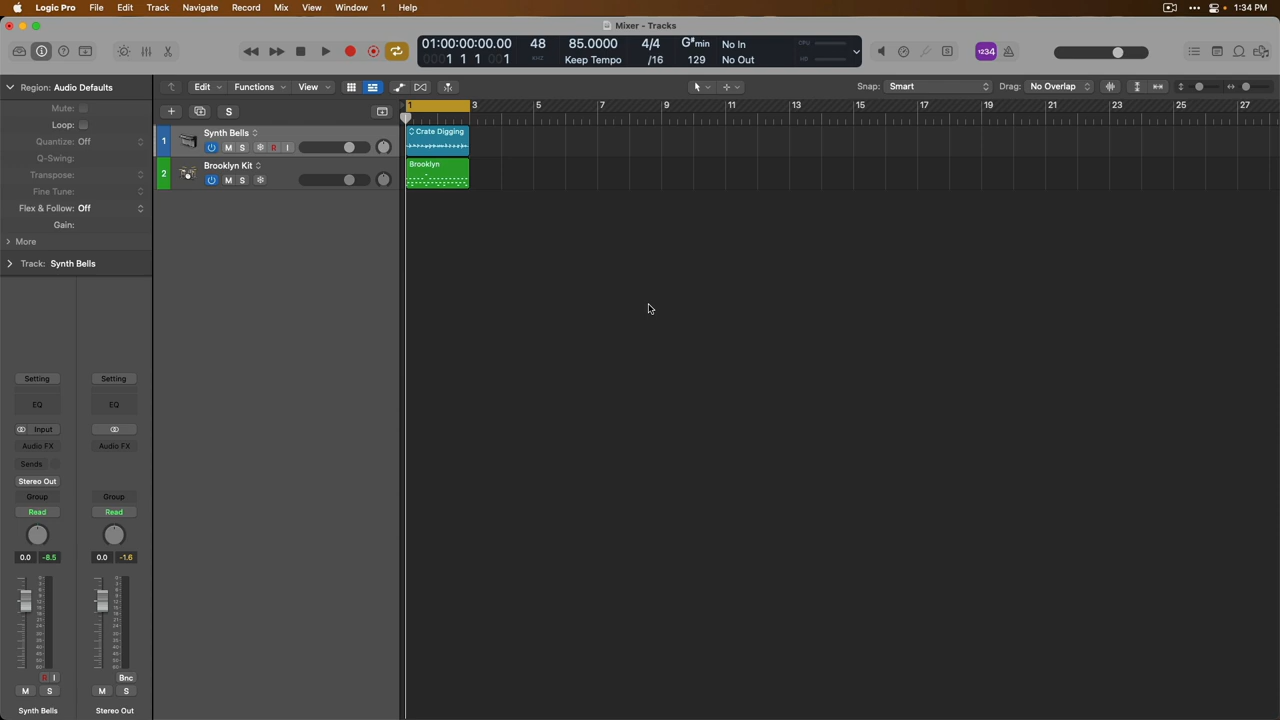 Logic Pro File Edit Track Navigate Record Mix View Window 1 Help 1:34 PM
Mixer - Tracks
01:00:00:00.00 48 85.0000 4/4 G#min No In CPU
0001 1 1 001 KHZ Keep Tempo /16 129 No Out HD
1234
Region: Audio Defaults
Edit Functions View Snap: Smart Drag: No Overlap
Mute:
Loop:
Quantize: Off
Q-Swing:
Transpose:
Fine Tune:
Flex & Follow: Off
Gain:
More
Track: Synth Bells
S
1 3 5 7 9 11 13 15 17 19 21 23 25 27
1 Synth Bells
M S R I
Crate Digging
2 Brooklyn Kit
M S
Brooklyn
Setting Setting
EQ EQ
Input
Audio FX Audio FX
Sends
Stereo Out
Group Group
Read Read
0.0 -8.5 0.0 -1.6
R I Bnc
M S M S
Synth Bells Stereo Out